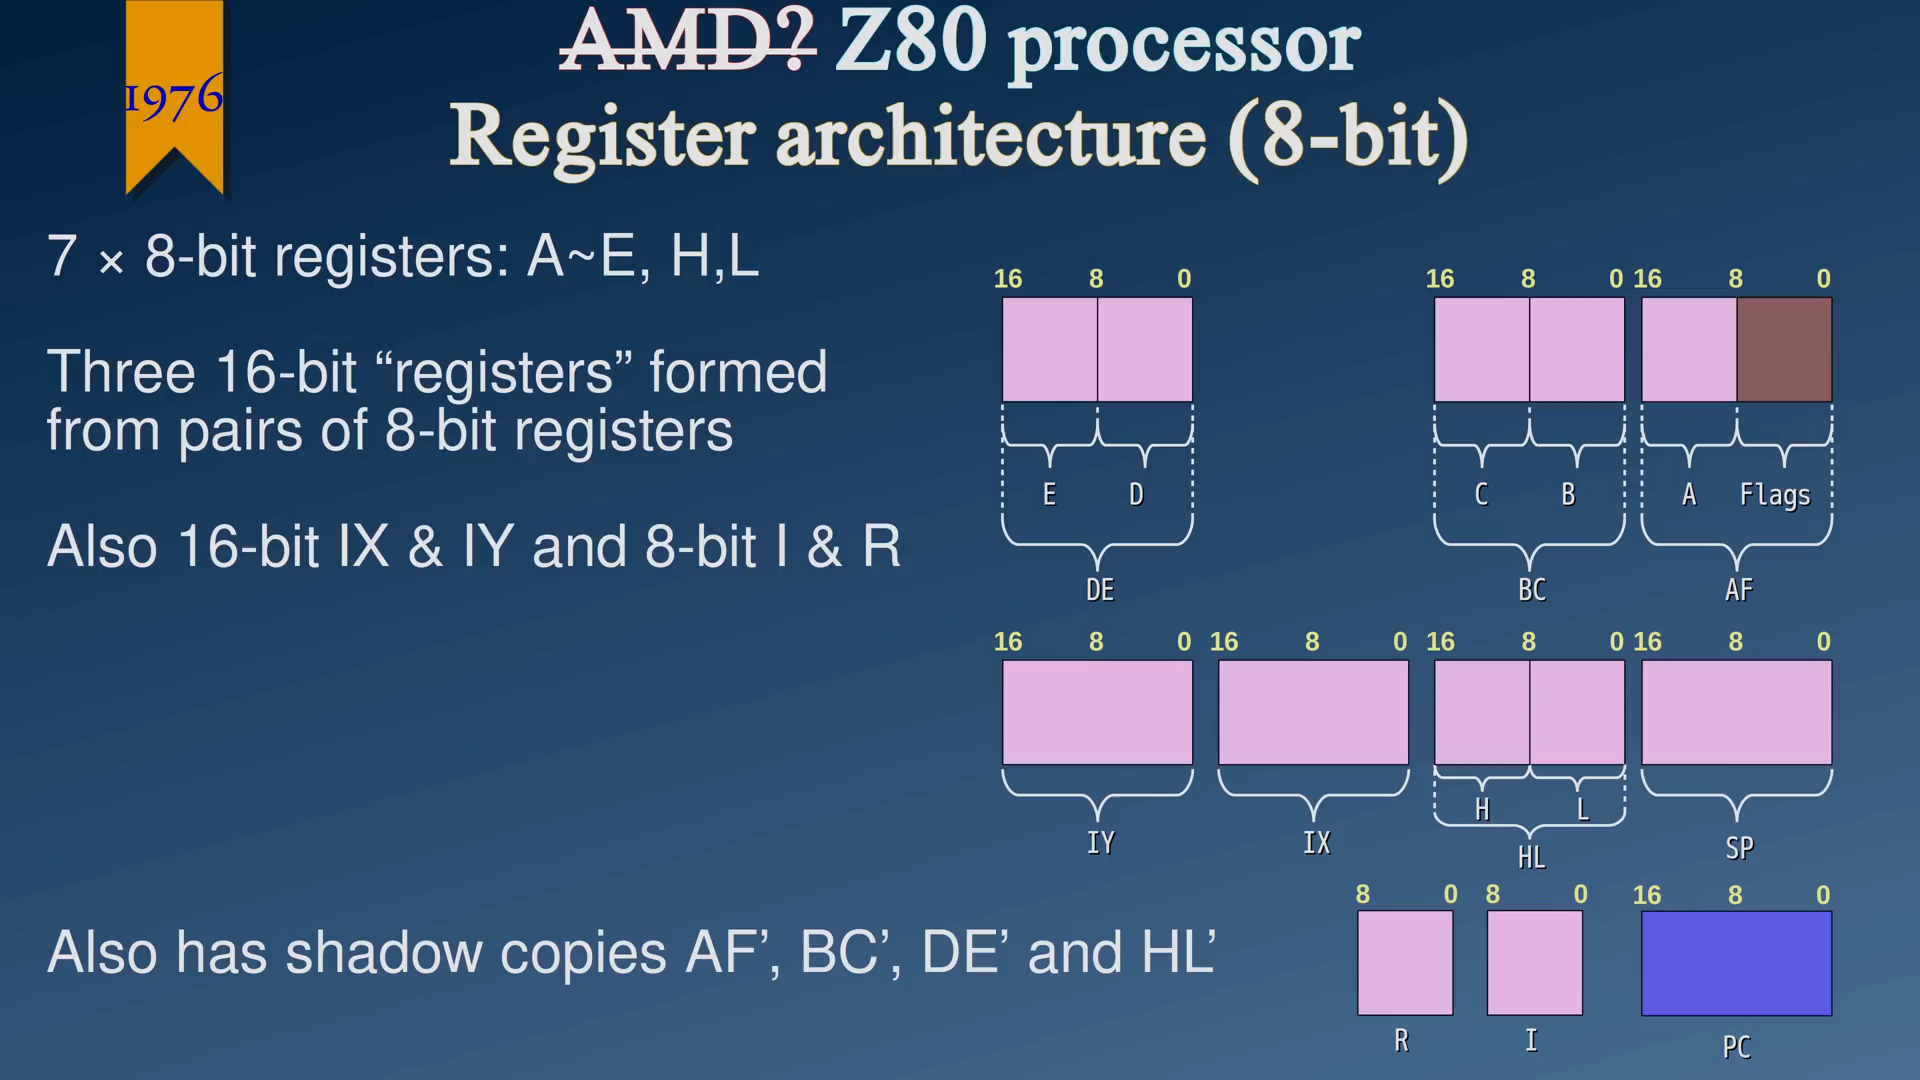 1976
AMD? Z80 processor
Register architecture (8-bit)
7 × 8-bit registers: A~E, H,L
Three 16-bit “registers” formed
from pairs of 8-bit registers
Also 16-bit IX & IY and 8-bit I & R
16 8 0 16 8 0 16 8 0
E D C B A Flags
DE BC AF
16 8 0 16 8 0 16 8 0 16 8 0
H L
IY IX HL SP
8 0 8 0 16 8 0
Also has shadow copies AF’, BC’, DE’ and HL’
R I PC